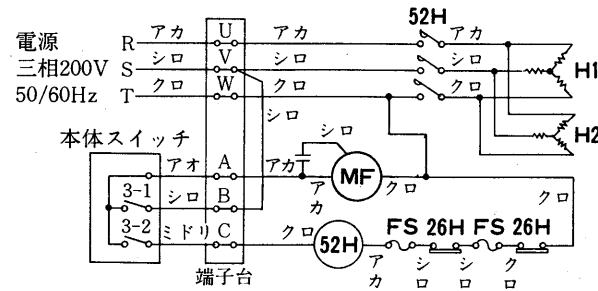 電源
三相200V
50/60Hz
R アカ U アカ 52H
S シロ V シロ シロ H1
T クロ W クロ クロ
アカ
シロ
H2
本体スイッチ
アオ A アカ シロ MF クロ
アカ
3-1 シロ B
クロ
3-2 ミドリ C クロ 52H FS 26H FS 26H
アカ シロ シロ クロ
端子台